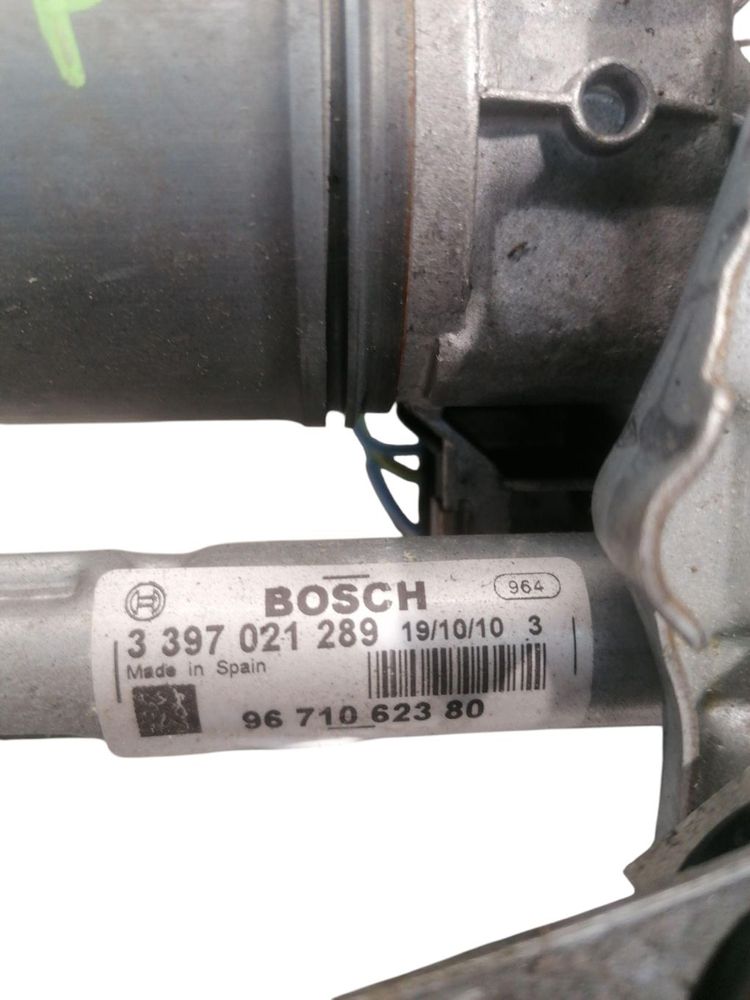 BOSCH 964
3 397 021 289 19/10/10 3
Made in Spain
96 710 623 80